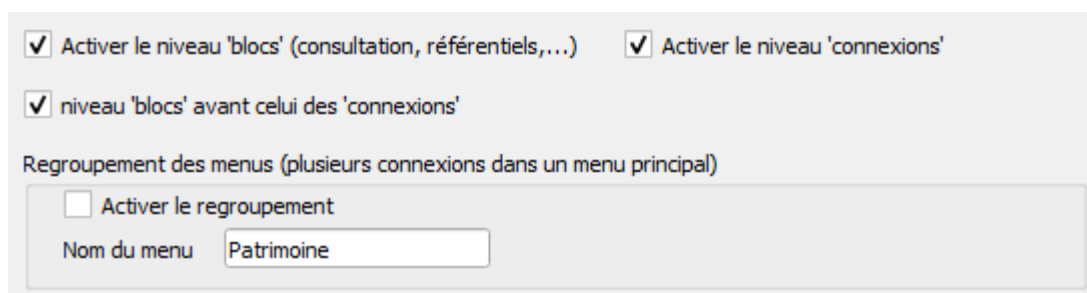 Activer le niveau 'blocs' (consultation, référentiels,...) Activer le niveau 'connexions'
niveau 'blocs' avant celui des 'connexions'
Regroupement des menus (plusieurs connexions dans un menu principal)
Activer le regroupement
Nom du menu Patrimoine